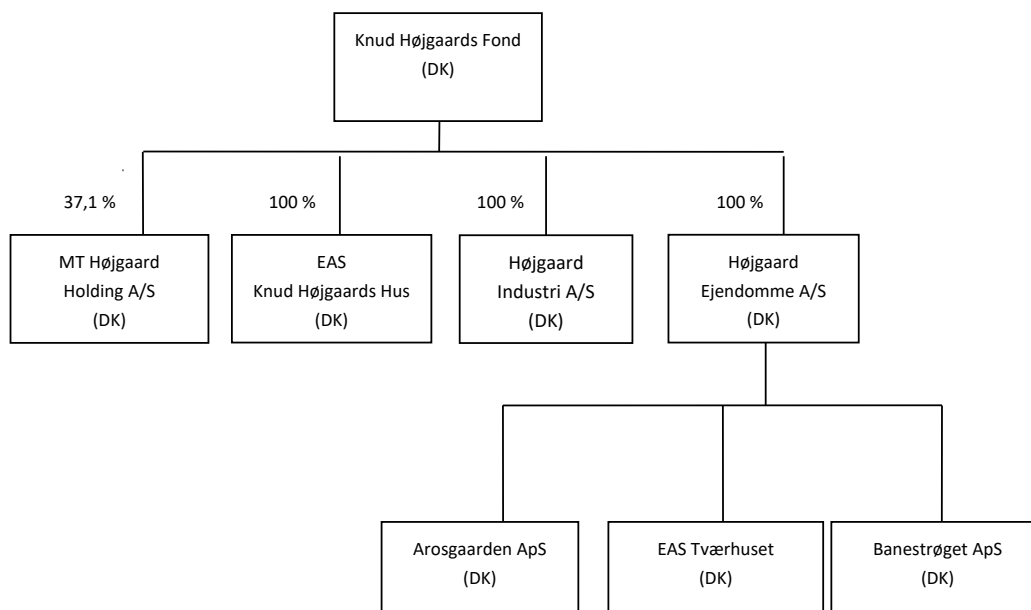 Knud Højgaards Fond
(DK)
37,1 %
100 %
100 %
100 %
MT Højgaard
Holding A/S
(DK)
EAS
Knud Højgaards Hus
(DK)
Højgaard
Industri A/S
(DK)
Højgaard
Ejendomme A/S
(DK)
Arosgaarden ApS
(DK)
EAS Tværhuset
(DK)
Banestrøget ApS
(DK)